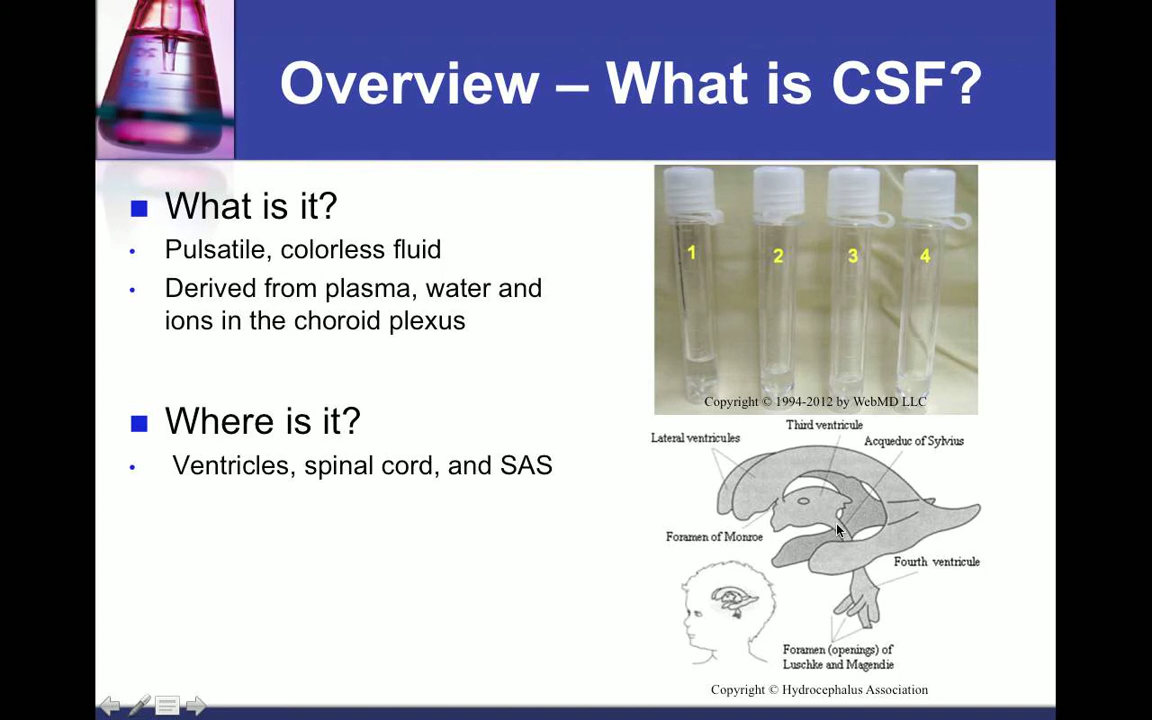 Overview – What is CSF?
What is it?
Pulsatile, colorless fluid
Derived from plasma, water and
ions in the choroid plexus
Where is it?
Ventricles, spinal cord, and SAS
1 2 3 4
Copyright © 1994-2012 by WebMD LLC
Third ventricule
Lateral ventricules
Acqueduc of Sylvius
Foramen of Monroe
Fourth ventricule
Foramen (openings) of
Luschke and Magendie
Copyright © Hydrocephalus Association